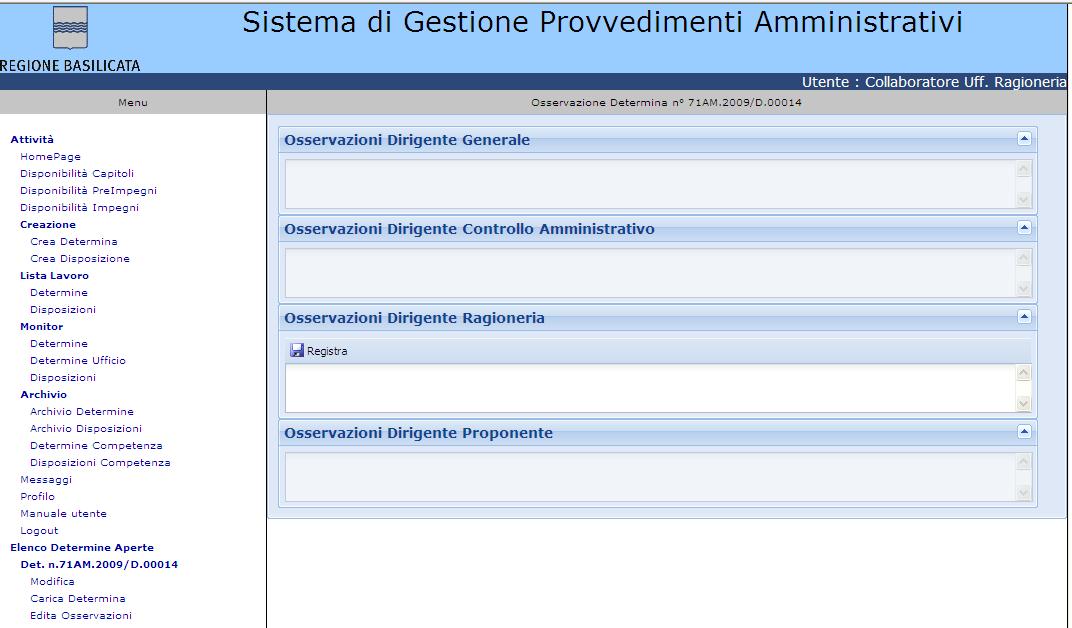 Sistema di Gestione Provvedimenti Amministrativi
REGIONE BASILICATA
Utente : Collaboratore Uff. Ragioneria
Menu
Osservazione Determina n° 71AM.2009/D.00014
Attività
HomePage
Disponibilità Capitoli
Disponibilità PreImpegni
Disponibilità Impegni
Creazione
Crea Determina
Crea Disposizione
Lista Lavoro
Determine
Disposizioni
Monitor
Determine
Determine Ufficio
Disposizioni
Archivio
Archivio Determine
Archivio Disposizioni
Determine Competenza
Disposizioni Competenza
Messaggi
Profilo
Manuale utente
Logout
Elenco Determine Aperte
Det. n.71AM.2009/D.00014
Modifica
Carica Determina
Edita Osservazioni
Osservazioni Dirigente Generale
Osservazioni Dirigente Controllo Amministrativo
Osservazioni Dirigente Ragioneria
Registra
Osservazioni Dirigente Proponente